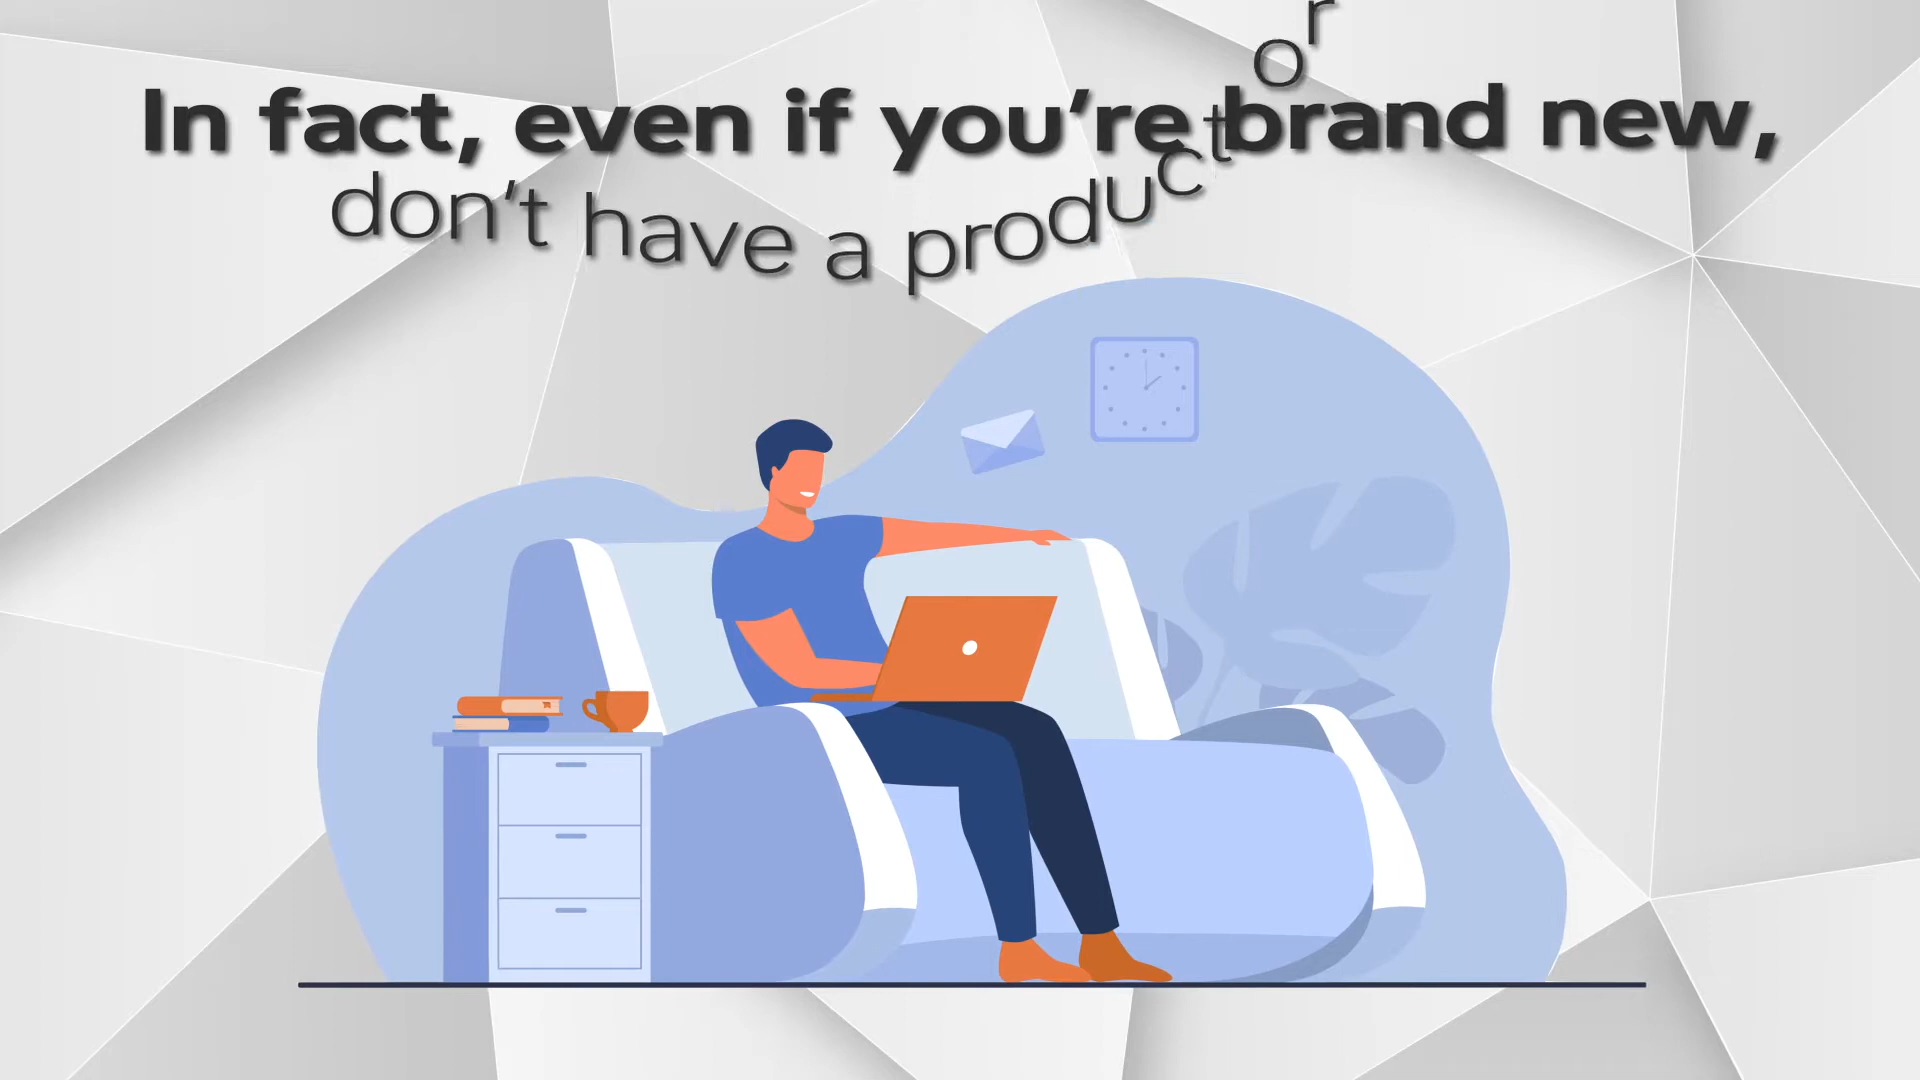 In fact, even if you’re brand new,
don’t have a product or